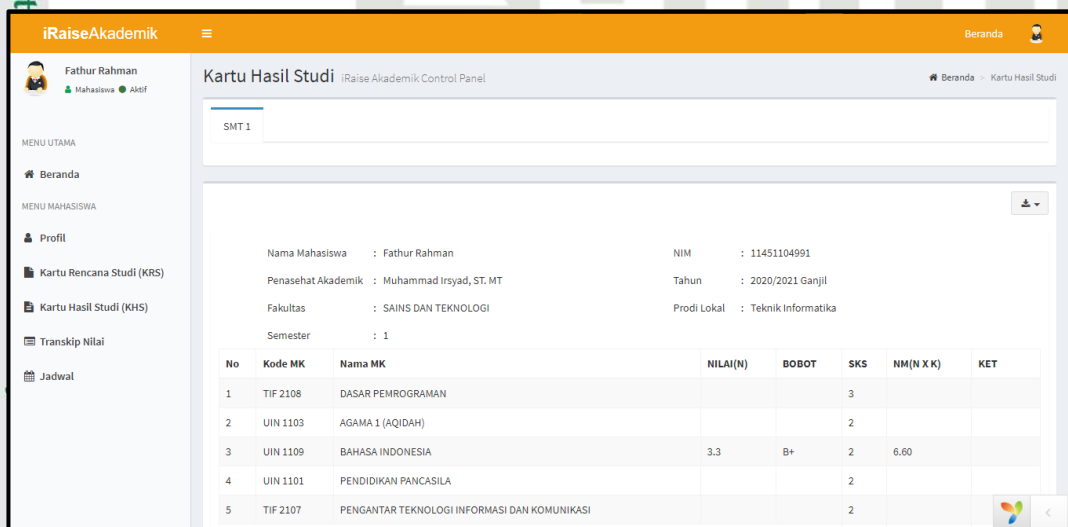 iRaiseAkademik
Beranda
Fathur Rahman
Mahasiswa Aktif
MENU UTAMA
Beranda
MENU MAHASISWA
Profil
Kartu Rencana Studi (KRS)
Kartu Hasil Studi (KHS)
Transkip Nilai
Jadwal
Kartu Hasil Studi iRaise Akademik Control Panel
Beranda > Kartu Hasil Studi
SMT 1
Nama Mahasiswa : Fathur Rahman NIM : 11451104991
Penasehat Akademik : Muhammad Irsyad, ST. MT Tahun : 2020/2021 Ganjil
Fakultas : SAINS DAN TEKNOLOGI Prodi Lokal : Teknik Informatika
Semester : 1
No Kode MK Nama MK NILAI(N) BOBOT SKS NM(N X K) KET
1 TIF 2108 DASAR PEMROGRAMAN 3
2 UIN 1103 AGAMA 1 (AQIDAH) 2
3 UIN 1109 BAHASA INDONESIA 3.3 B+ 2 6.60
4 UIN 1101 PENDIDIKAN PANCASILA 2
5 TIF 2107 PENGANTAR TEKNOLOGI INFORMASI DAN KOMUNIKASI 2